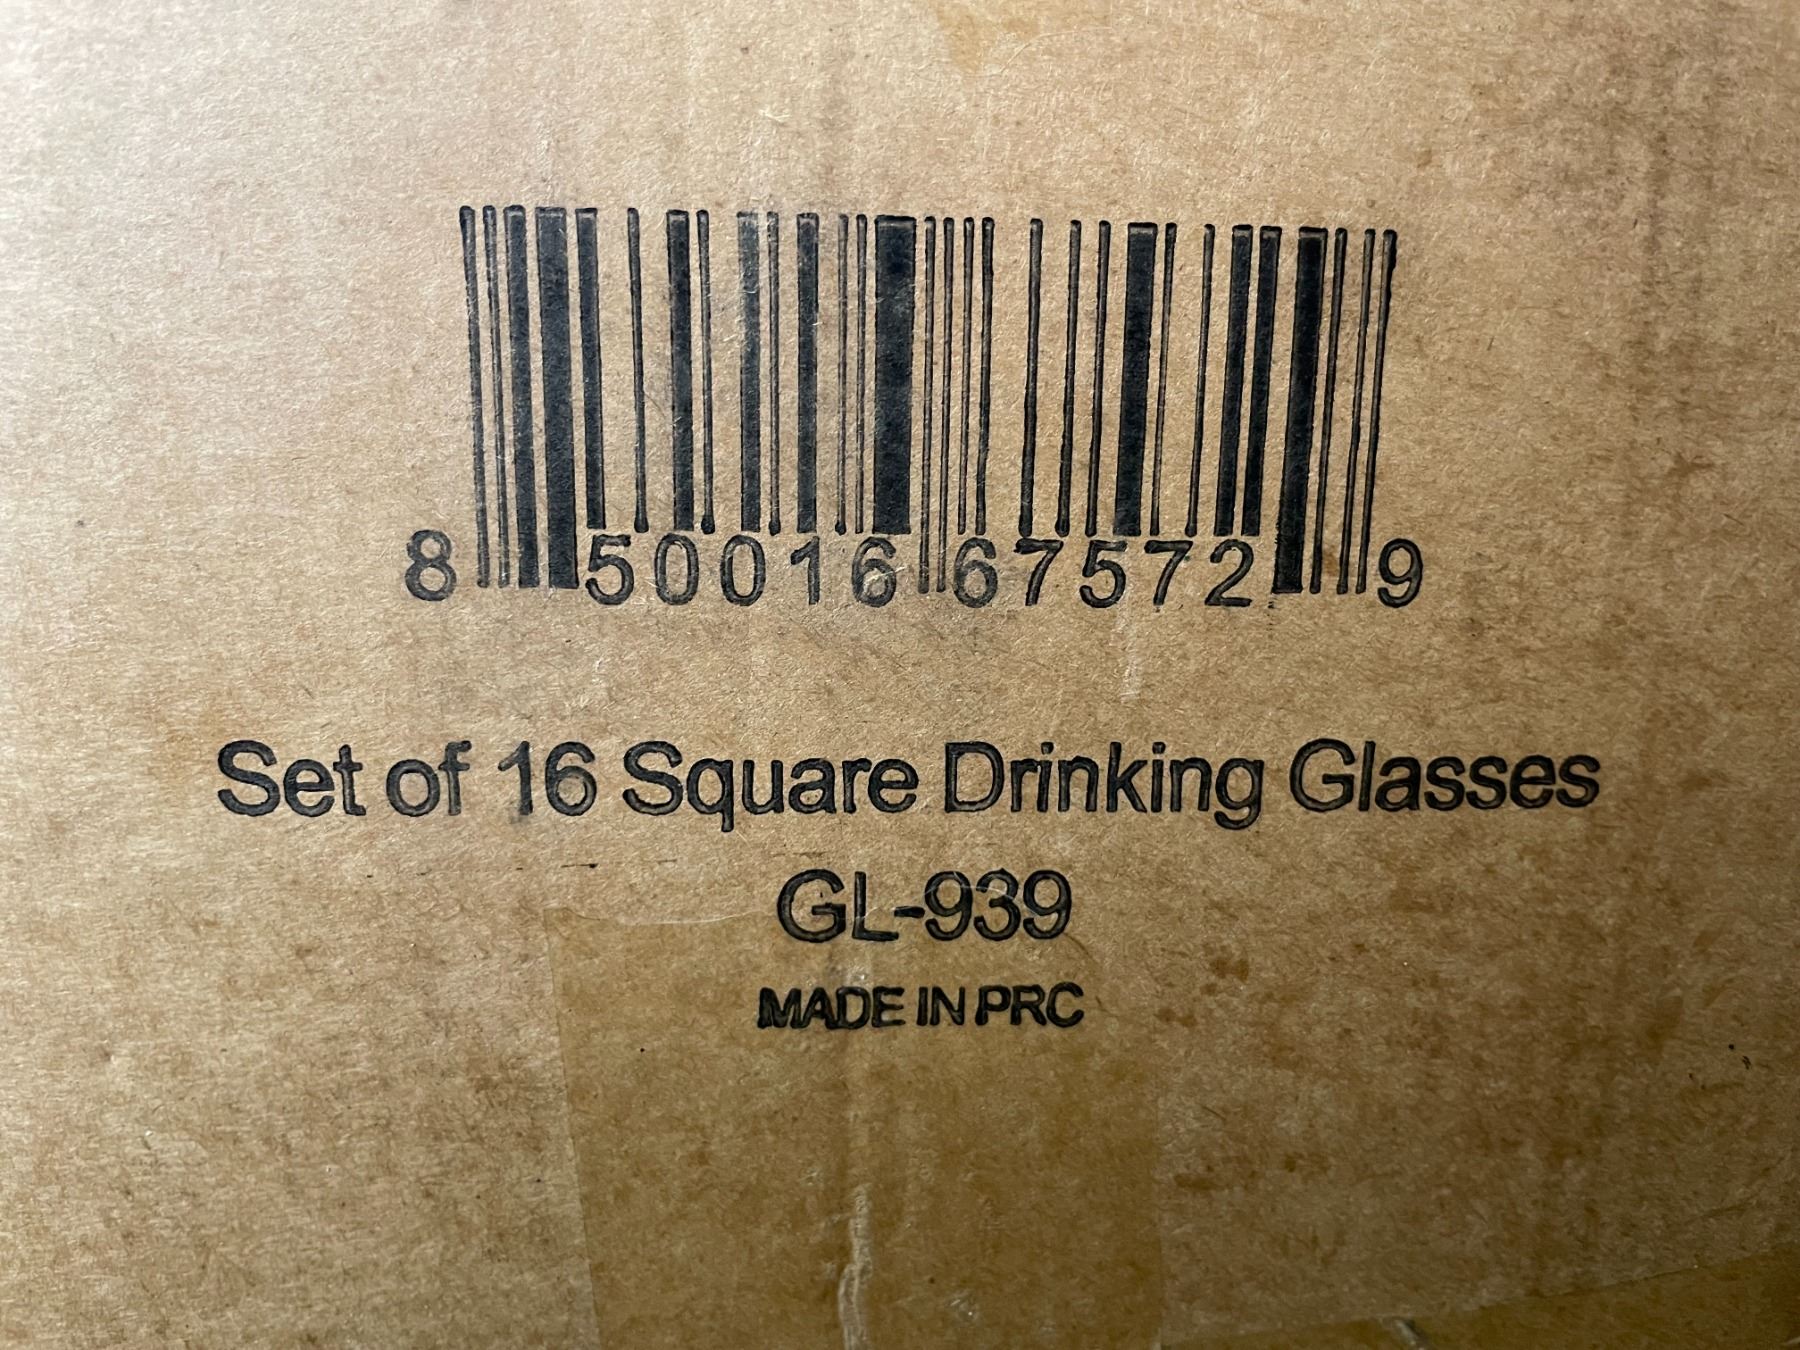 8 50016 67572 9
Set of 16 Square Drinking Glasses
GL-939
MADE IN PRC